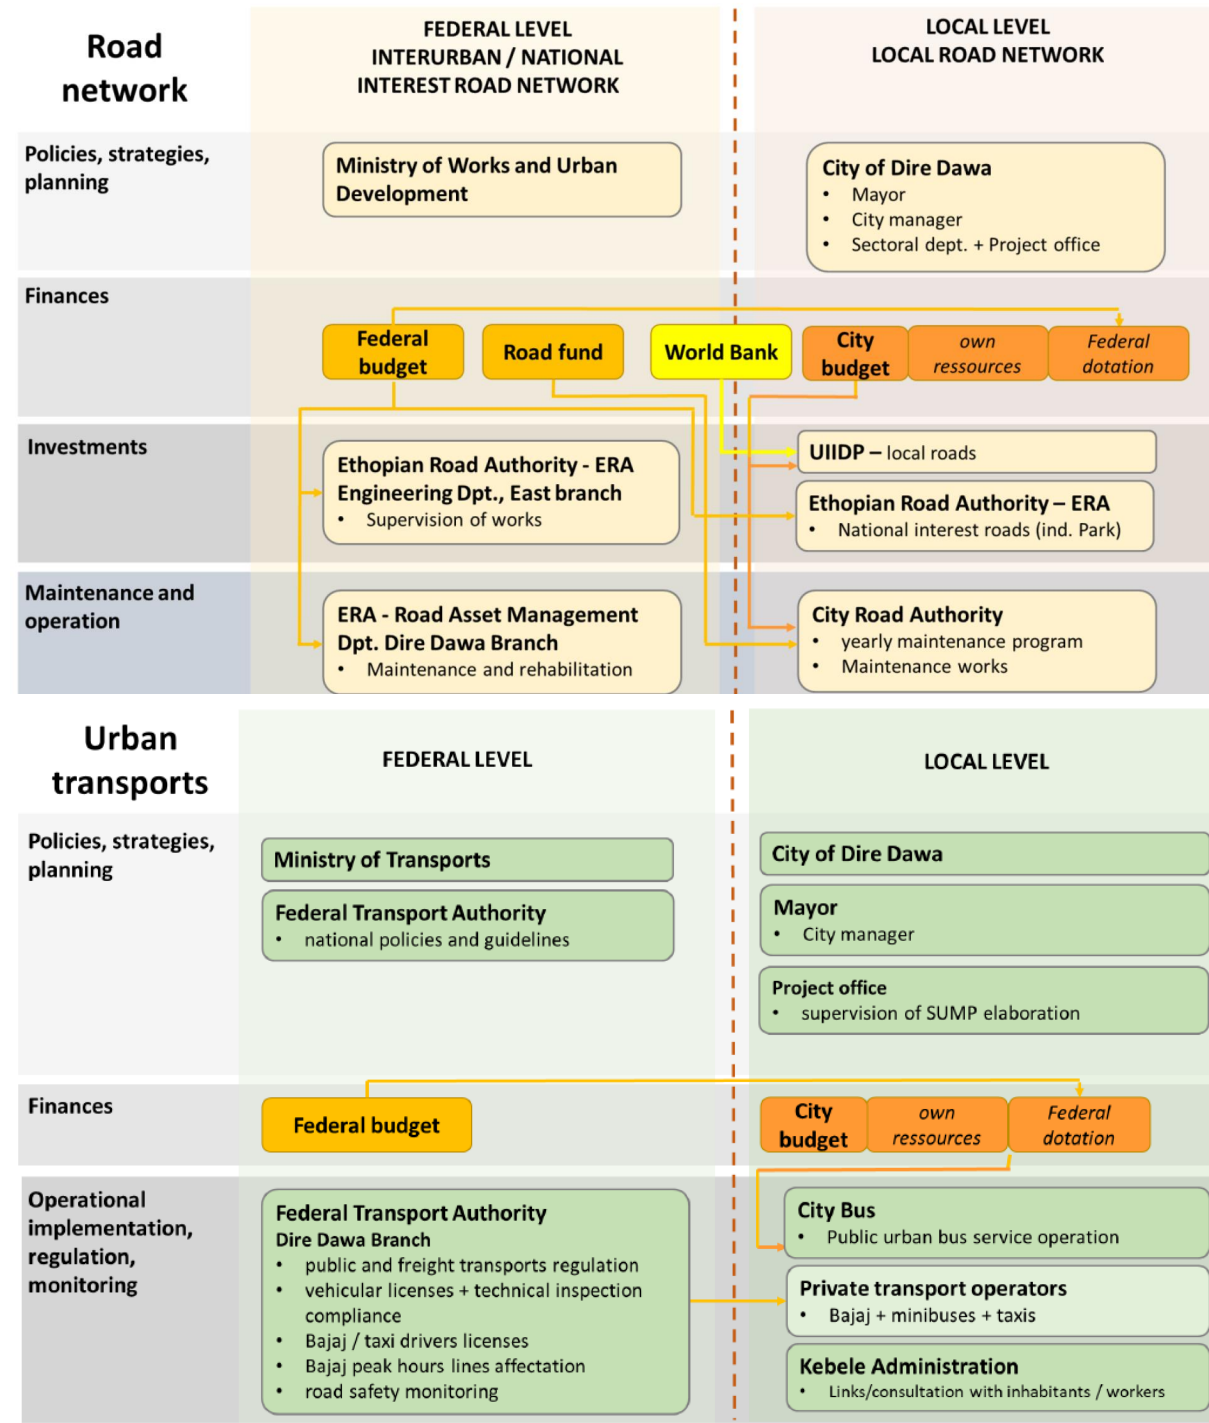 Road
network
FEDERAL LEVEL
INTERURBAN / NATIONAL
INTEREST ROAD NETWORK
LOCAL LEVEL
LOCAL ROAD NETWORK
Policies, strategies,
planning
Ministry of Works and Urban
Development
City of Dire Dawa
• Mayor
• City manager
• Sectoral dept. + Project office
Finances
Federal
budget
Road fund
World Bank
City
budget
own
ressources
Federal
dotation
Investments
Ethopian Road Authority - ERA
Engineering Dpt., East branch
• Supervision of works
UIIDP – local roads
Ethopian Road Authority – ERA
• National interest roads (ind. Park)
Maintenance and
operation
ERA - Road Asset Management
Dpt. Dire Dawa Branch
• Maintenance and rehabilitation
City Road Authority
• yearly maintenance program
• Maintenance works
Urban
transports
FEDERAL LEVEL
LOCAL LEVEL
Policies, strategies,
planning
Ministry of Transports
Federal Transport Authority
• national policies and guidelines
City of Dire Dawa
Mayor
• City manager
Project office
• supervision of SUMP elaboration
Finances
Federal budget
City
budget
own
ressources
Federal
dotation
Operational
implementation,
regulation,
monitoring
Federal Transport Authority
Dire Dawa Branch
• public and freight transports regulation
• vehicular licenses + technical inspection
compliance
• Bajaj / taxi drivers licenses
• Bajaj peak hours lines affectation
• road safety monitoring
City Bus
• Public urban bus service operation
Private transport operators
• Bajaj + minibuses + taxis
Kebele Administration
• Links/consultation with inhabitants / workers